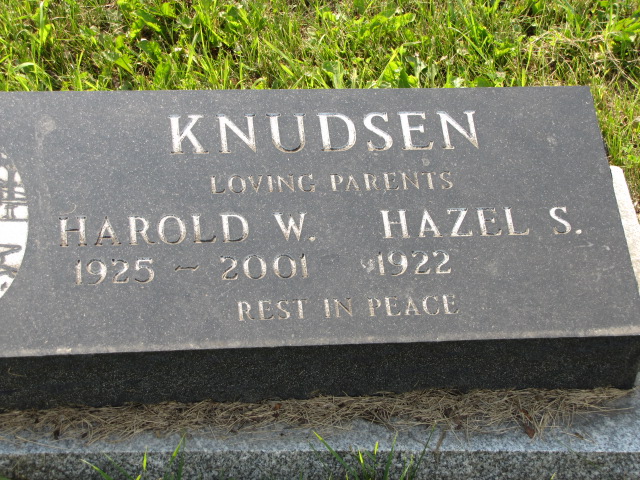 KNUDSEN
LOVING PARENTS
HAROLD W. HAZEL S.
1925 ~ 2001 1922
REST IN PEACE